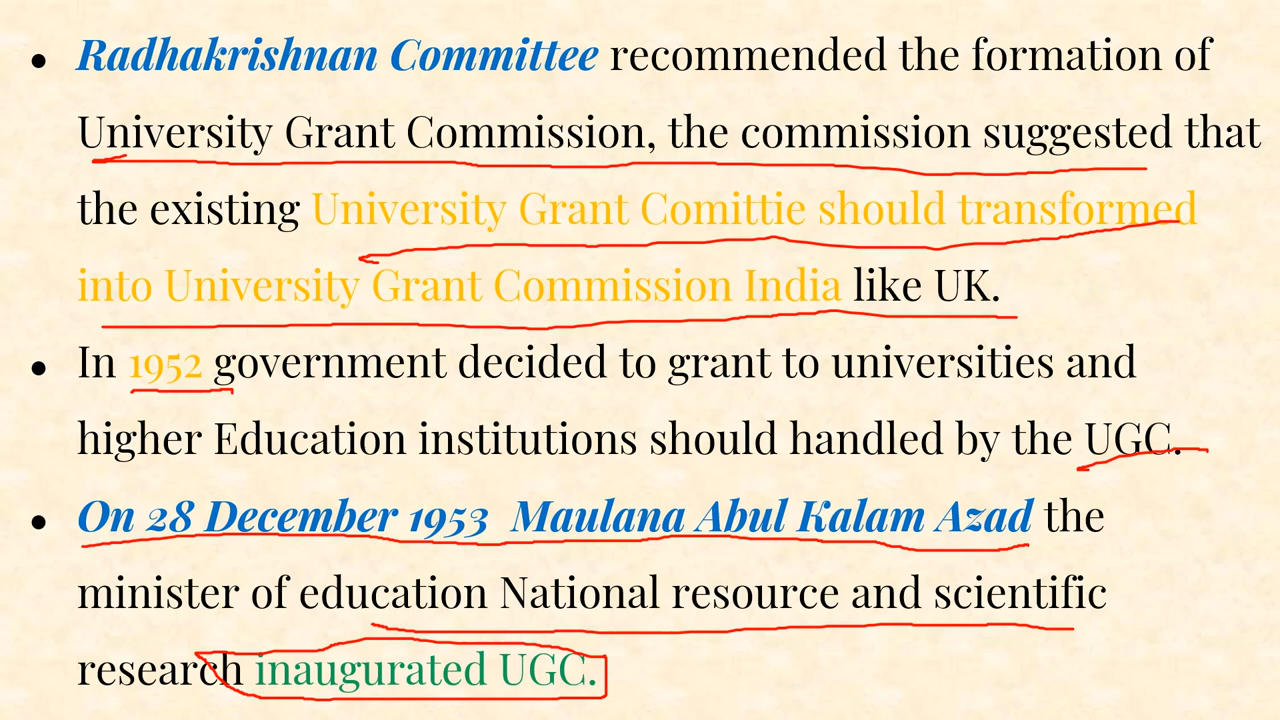 • Radhakrishnan Committee recommended the formation of
University Grant Commission, the commission suggested that
the existing University Grant Comittie should transformed
into University Grant Commission India like UK.
• In 1952 government decided to grant to universities and
higher Education institutions should handled by the UGC.
• On 28 December 1953 Maulana Abul Kalam Azad the
minister of education National resource and scientific
research inaugurated UGC.